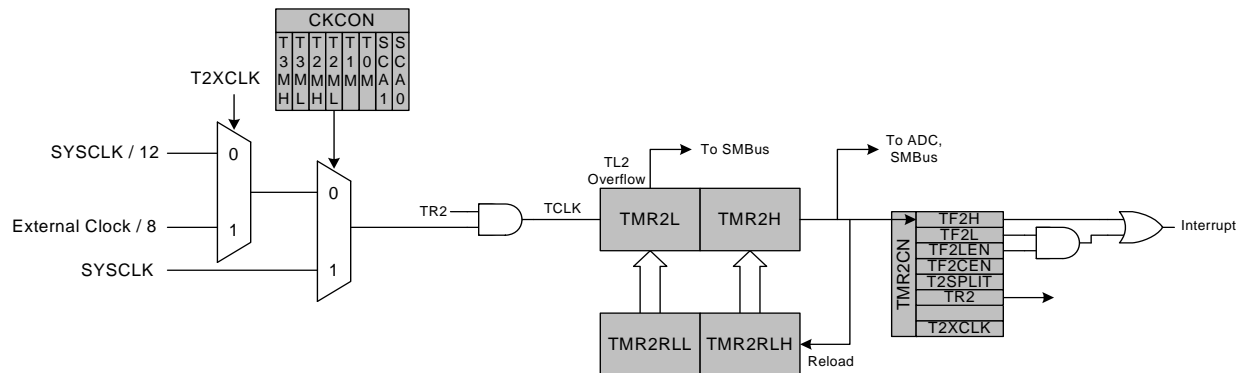 CKCON
T3MH
T3ML
T2MH
T2ML
T1M
T0M
SCA1
SCA0
T2XCLK
SYSCLK / 12
0
External Clock / 8
1
SYSCLK
0
1
TR2
TCLK
TL2
Overflow
To SMBus
To ADC,
SMBus
TMR2L
TMR2H
TMR2RLL
TMR2RLH
Reload
TMR2CN
TF2H
TF2L
TF2LEN
TF2CEN
T2SPLIT
TR2
T2XCLK
Interrupt